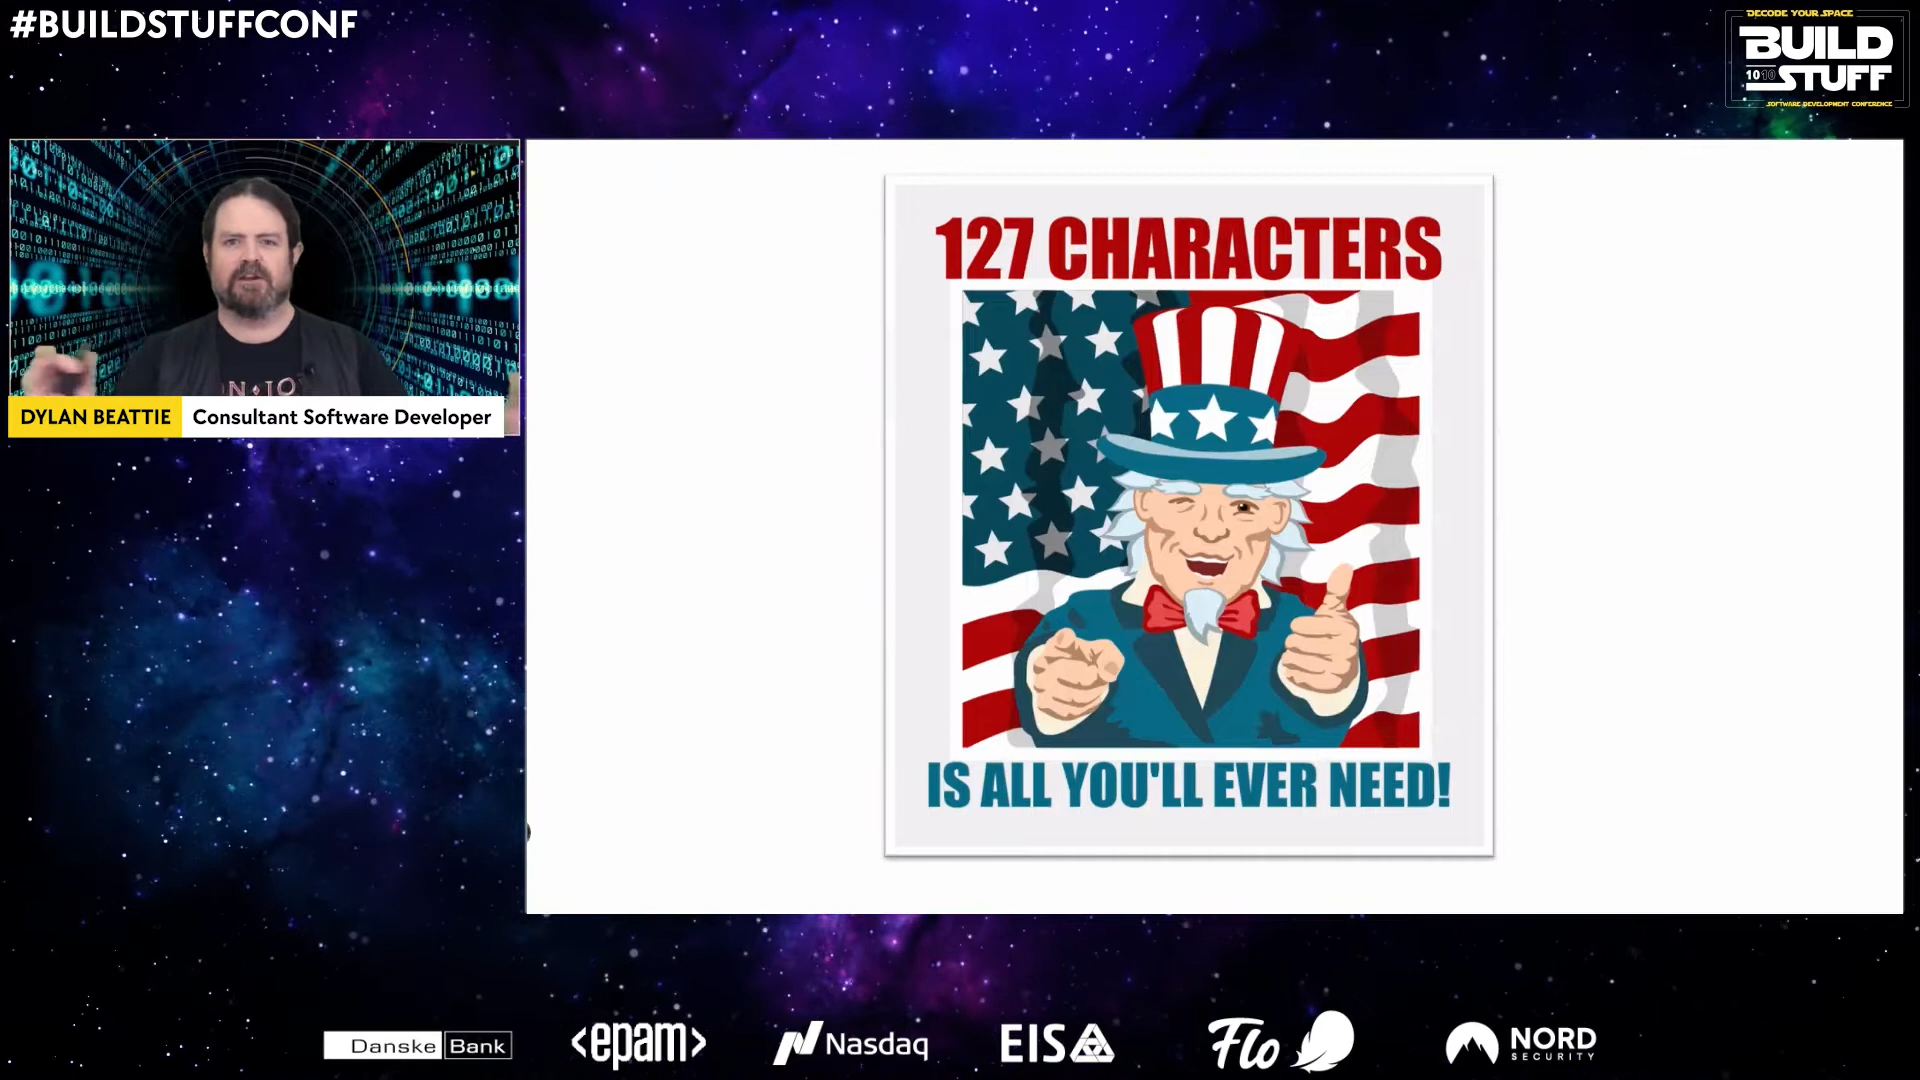 #BUILDSTUFFCONF
DECODE YOUR SPACE
BUILD
1010 STUFF
SOFTWARE DEVELOPMENT CONFERENCE
DYLAN BEATTIE Consultant Software Developer
127 CHARACTERS
IS ALL YOU'LL EVER NEED!
Danske Bank
<epam>
Nasdaq
EIS
Flo
NORD
SECURITY